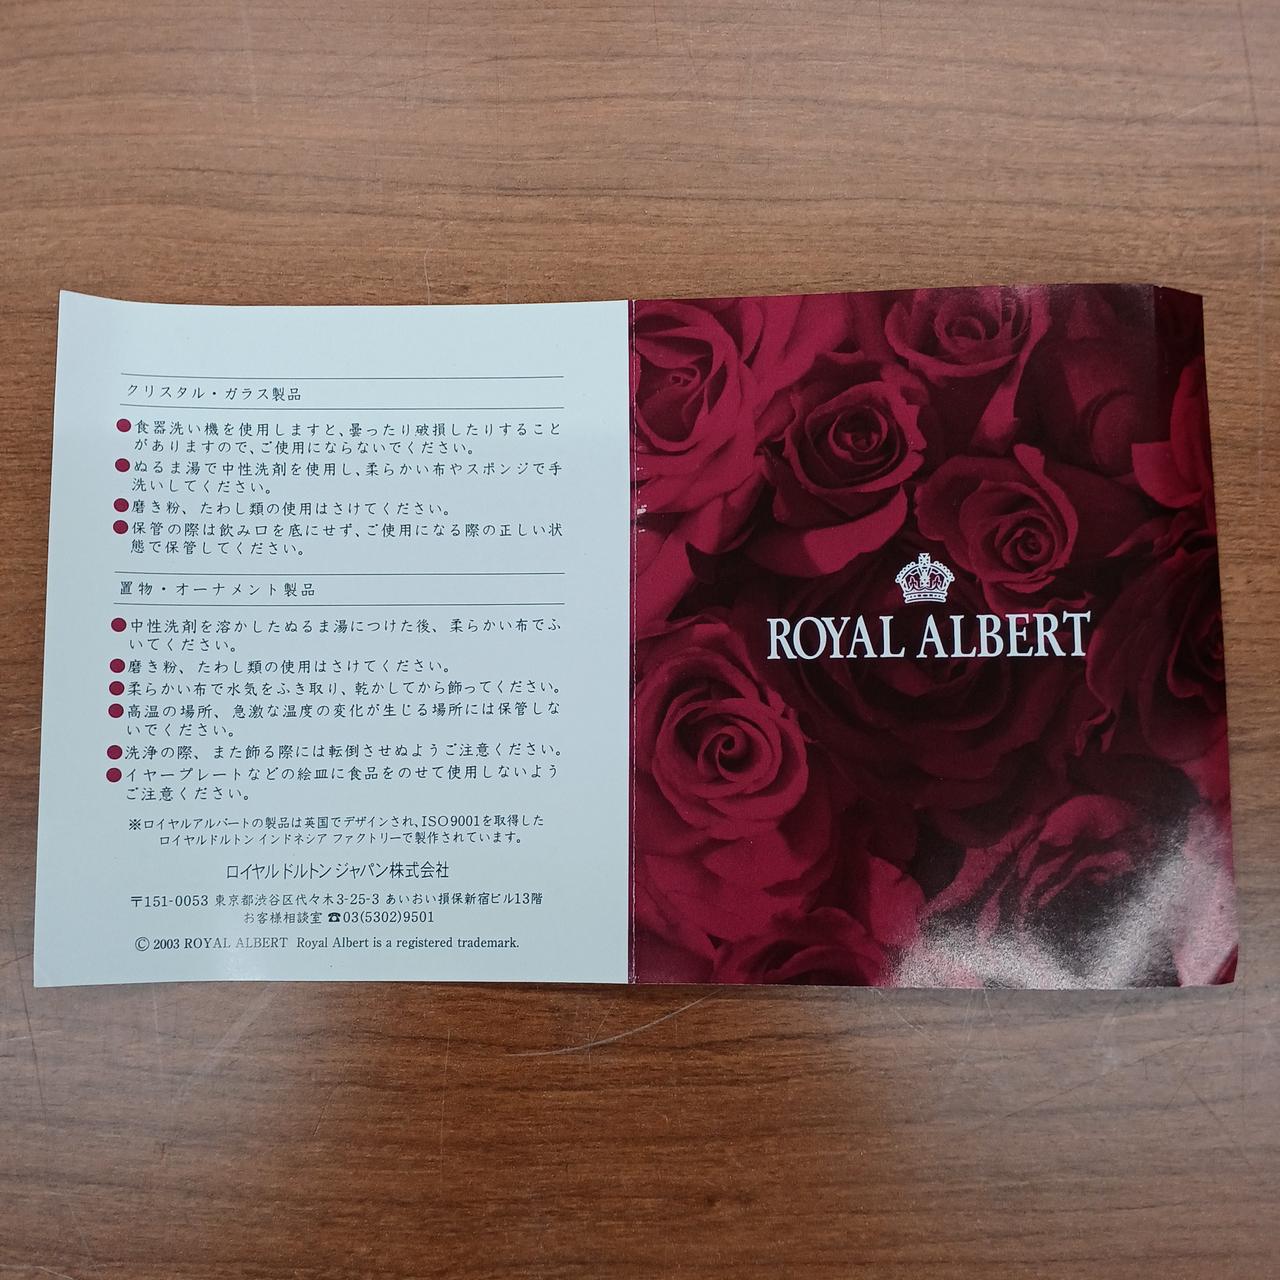 クリスタル・ガラス製品
●食器洗い機を使用しますと、曇ったり破損したりすること
がありますので、ご使用にならないでください。
●ぬるま湯で中性洗剤を使用し、柔らかい布やスポンジで手
洗いしてください。
●磨き粉、たわし類の使用はさけてください。
●保管の際は飲み口を底にせず、ご使用になる際の正しい状
態で保管してください。
置物・オーナメント製品
●中性洗剤を溶かしたぬるま湯につけた後、柔らかい布でふ
いてください。
●磨き粉、たわし類の使用はさけてください。
●柔らかい布で水気をふき取り、乾かしてから飾ってください。
●高温の場所、急激な温度の変化が生じる場所には保管しな
いでください。
●洗浄の際、また飾る際には転倒させぬようご注意ください。
●イヤープレートなどの絵皿に食品をのせて使用しないよう
ご注意ください。
※ロイヤルアルバートの製品は英国でデザインされ、ISO9001を取得した
ロイヤルドルトン インドネシア ファクトリーで製作されています。
ロイヤル ドルトン ジャパン株式会社
〒151-0053 東京都渋谷区代々木3-25-3 あいおい損保新宿ビル13階
お客様相談室 ☎03(5302)9501
© 2003 ROYAL ALBERT Royal Albert is a registered trademark.
ROYAL ALBERT